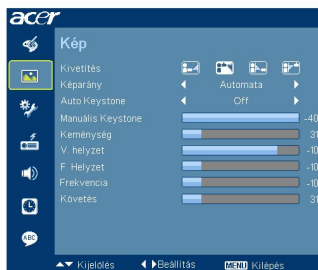 acer
Kép
Kivetítés
Képarány Automata
Auto Keystone Off
Manuális Keystone -40
Keménység 31
V. helyzet -10
F. Helyzet -10
Frekvencia -10
Követés 31
ABC
Kijelölés Beállítás MENU Kilépés